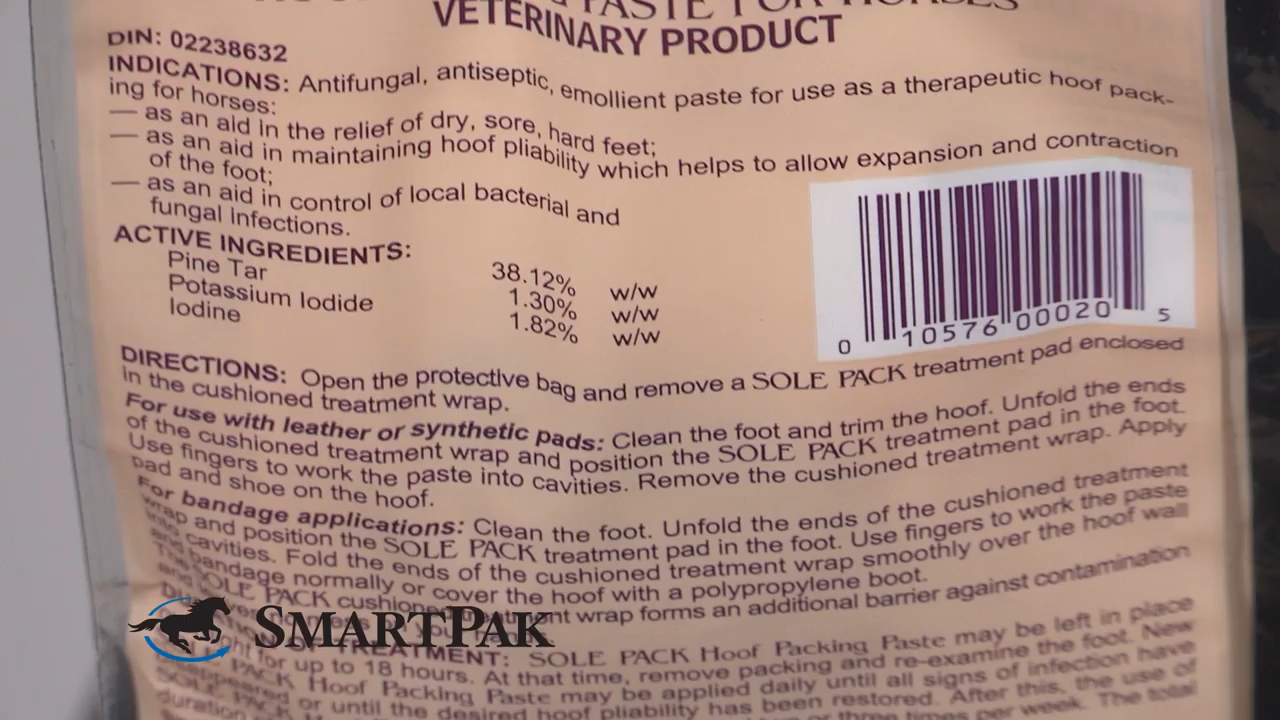 PASTE FOR HORSES
VETERINARY PRODUCT
DIN: 02238632
INDICATIONS: Antifungal, antiseptic, emollient paste for use as a therapeutic hoof pack-
ing for horses:
— as an aid in the relief of dry, sore, hard feet;
— as an aid in maintaining hoof pliability which helps to allow expansion and contraction
of the foot;
— as an aid in control of local bacterial and
fungal infections.
ACTIVE INGREDIENTS:
Pine Tar 38.12% w/w
Potassium Iodide 1.30% w/w
Iodine 1.82% w/w
0 10576 00020 5
DIRECTIONS: Open the protective bag and remove a SOLE PACK treatment pad enclosed
in the cushioned treatment wrap.
For use with leather or synthetic pads: Clean the foot and trim the hoof. Unfold the ends
of the cushioned treatment wrap and position the SOLE PACK treatment pad in the foot.
Use fingers to work the paste into cavities. Remove the cushioned treatment wrap. Apply
pad and shoe on the hoof.
For bandage applications: Clean the foot. Unfold the ends of the cushioned treatment
wrap and position the SOLE PACK treatment pad in the foot. Use fingers to work the paste
into cavities. Fold the ends of the cushioned treatment wrap smoothly over the hoof wall
and bandage normally or cover the hoof with a polypropylene boot.
The SOLE PACK cushioned treatment wrap forms an additional barrier against contamination
and
SMARTPAK
TREATMENT: SOLE PACK Hoof Packing Paste may be left in place
for up to 18 hours. At that time, remove packing and re-examine the foot. New
PACK Hoof Packing Paste may be applied daily until all signs of infection have
or until the desired hoof pliability has been restored. After this, the use of
SOLE PACK or three times per week. The total
duration